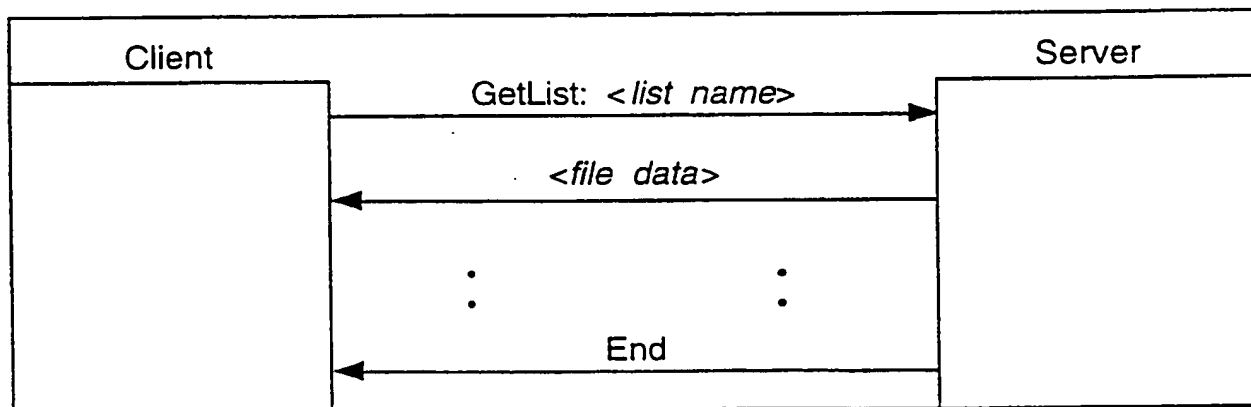 Client
Server
GetList: <list name>
<file data>
End